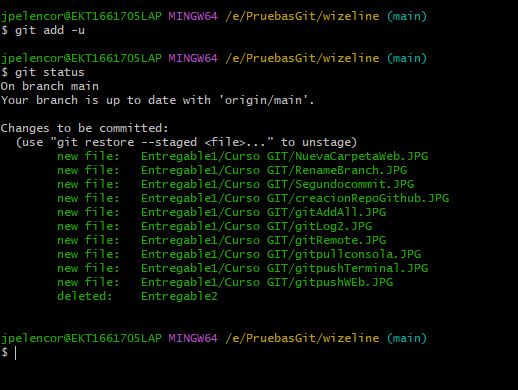 jpelencor@EKT1661705LAP MINGW64 /e/PruebasGit/wizeline (main)
$ git add -u
jpelencor@EKT1661705LAP MINGW64 /e/PruebasGit/wizeline (main)
$ git status
On branch main
Your branch is up to date with 'origin/main'.
Changes to be committed:
  (use "git restore --staged <file>..." to unstage)
        new file:   Entregable1/Curso GIT/NuevaCarpetaWeb.JPG
        new file:   Entregable1/Curso GIT/RenameBranch.JPG
        new file:   Entregable1/Curso GIT/Segundocommit.JPG
        new file:   Entregable1/Curso GIT/creacionRepoGithub.JPG
        new file:   Entregable1/Curso GIT/gitAddAll.JPG
        new file:   Entregable1/Curso GIT/gitLog2.JPG
        new file:   Entregable1/Curso GIT/gitRemote.JPG
        new file:   Entregable1/Curso GIT/gitpullconsola.JPG
        new file:   Entregable1/Curso GIT/gitpushTerminal.JPG
        new file:   Entregable1/Curso GIT/gitpushWEb.JPG
        deleted:    Entregable2
jpelencor@EKT1661705LAP MINGW64 /e/PruebasGit/wizeline (main)
$